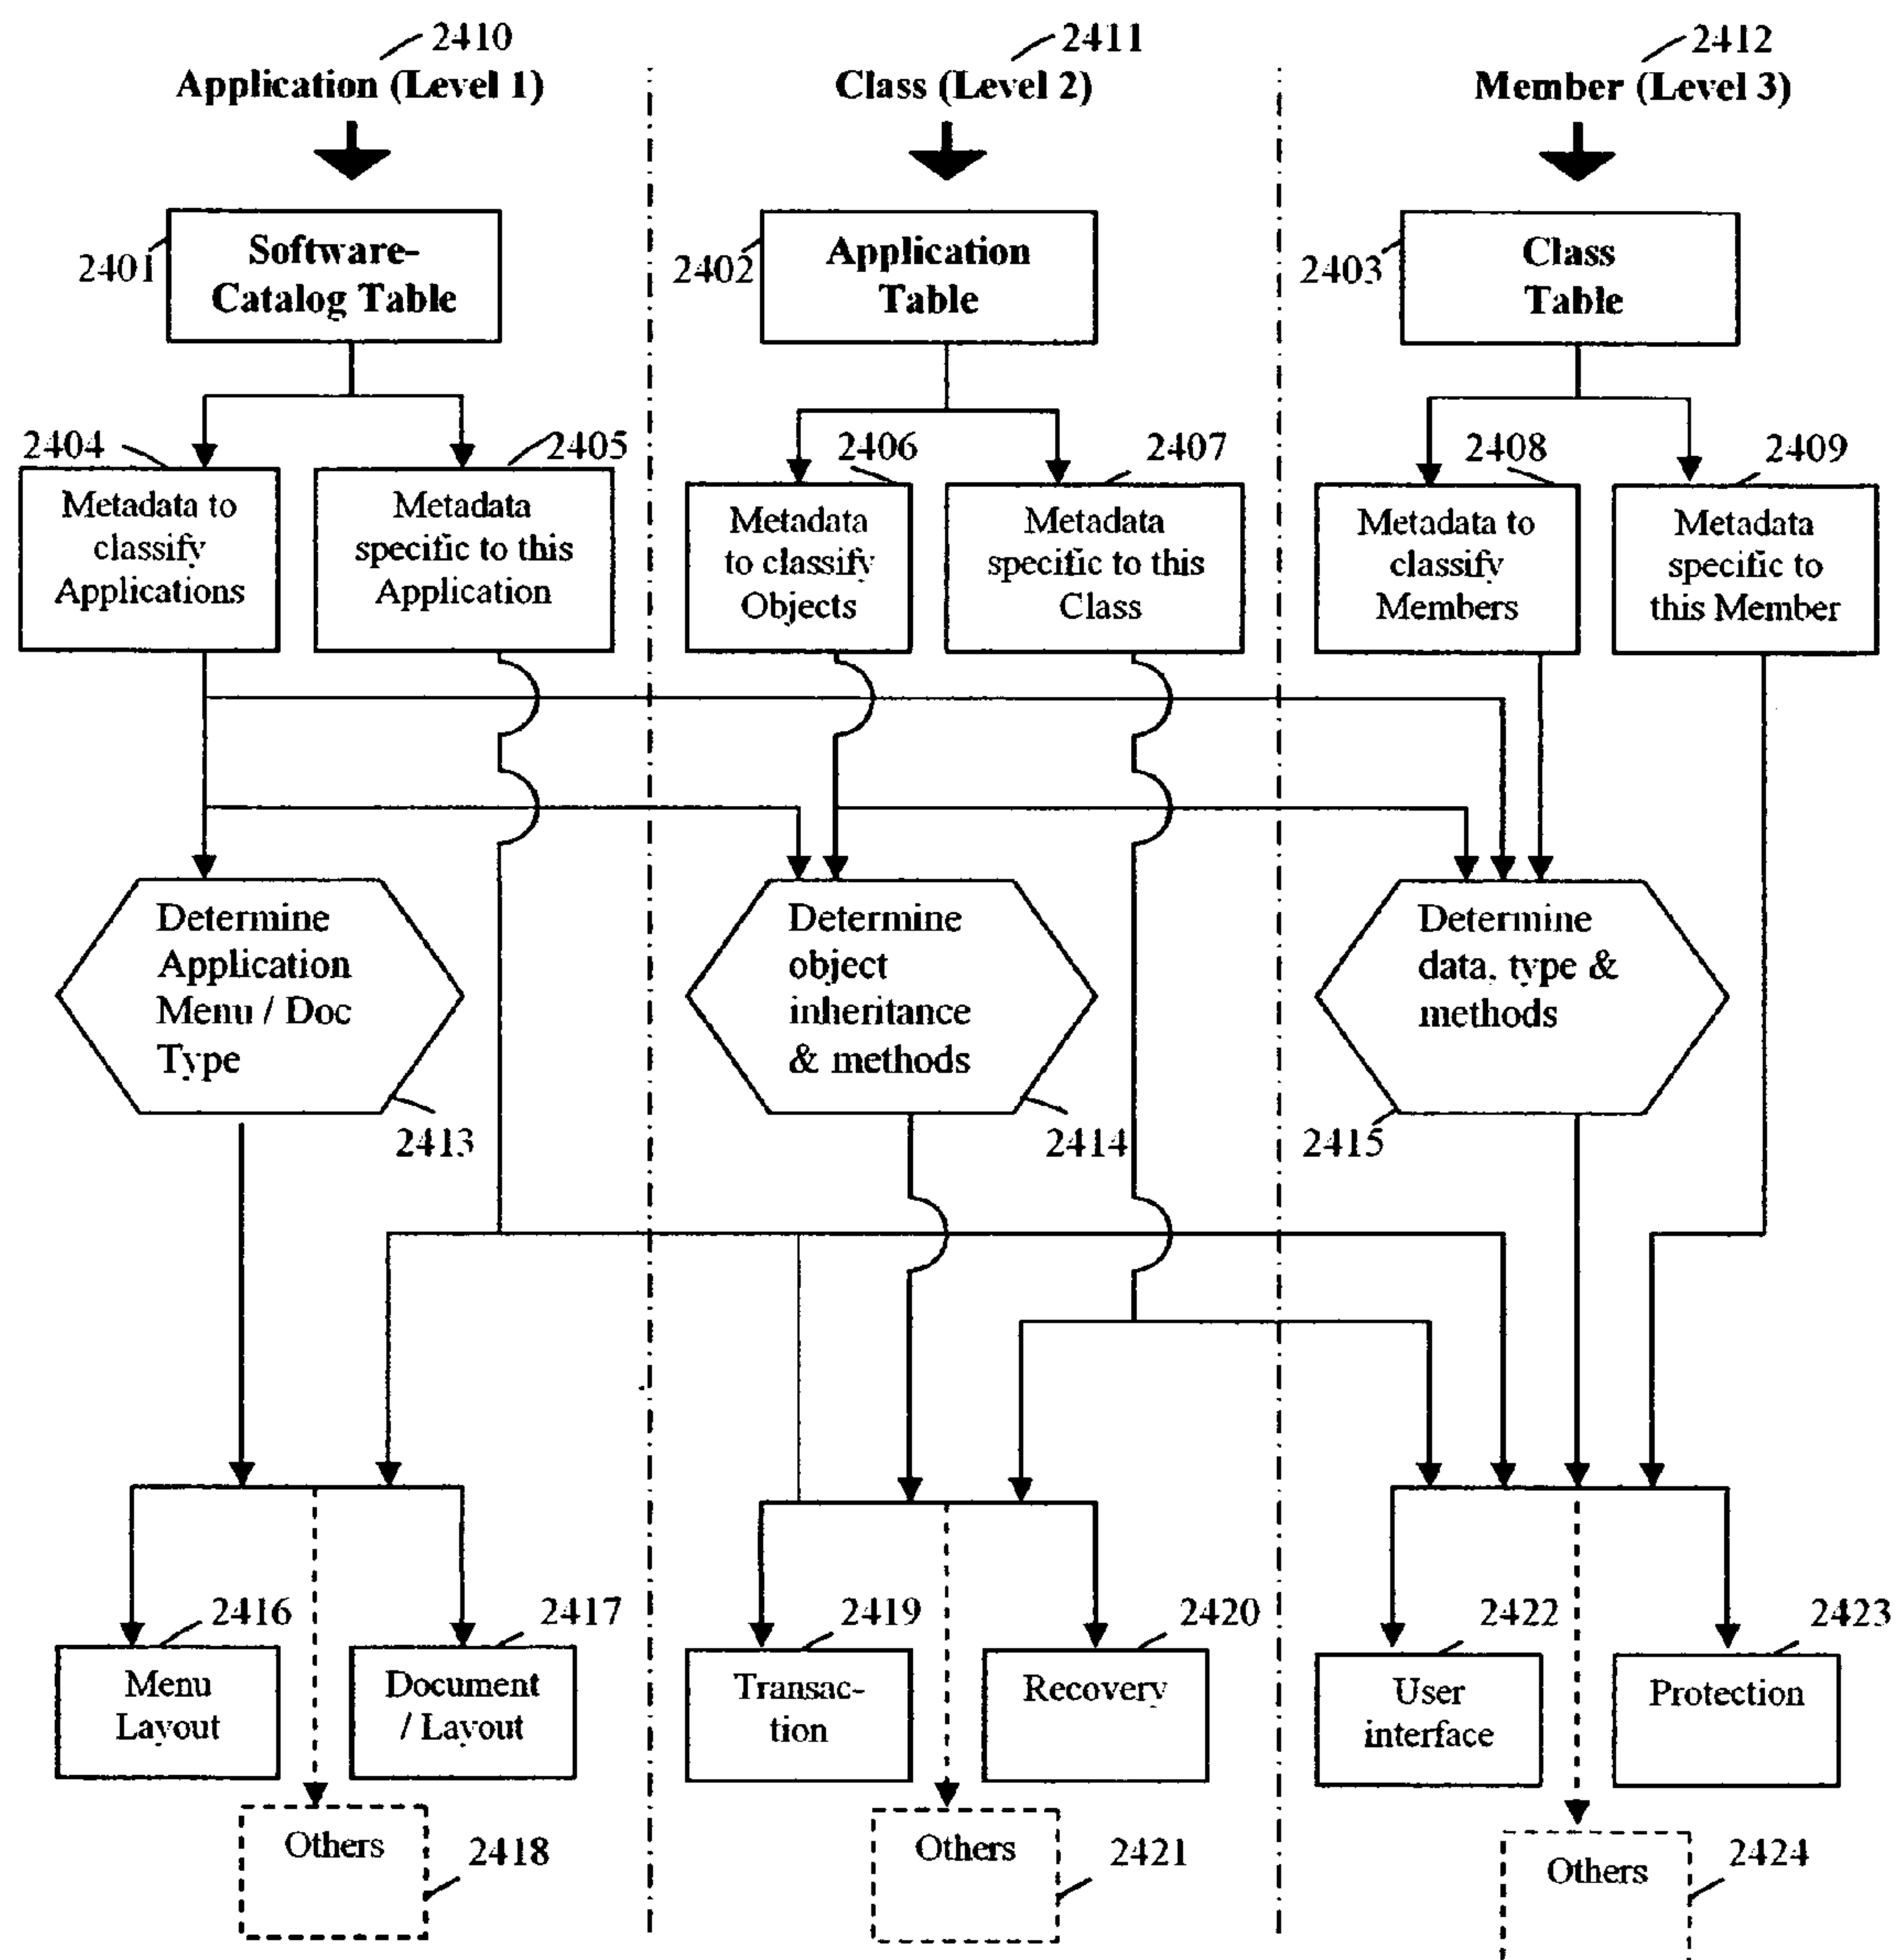 2410
2411
2412
Application (Level 1)
Class (Level 2)
Member (Level 3)
2401
Software-
Catalog Table
2402
Application
Table
2403
Class
Table
2404
2405
2406
2407
2408
2409
Metadata to
classify
Applications
Metadata
specific to this
Application
Metadata
to classify
Objects
Metadata
specific to this
Class
Metadata to
classify
Members
Metadata
specific to
this Member
Determine
Application
Menu / Doc
Type
Determine
object
inheritance
& methods
Determine
data, type &
methods
2413
2414
2415
2416
2417
2419
2420
2422
2423
Menu
Layout
Document
/ Layout
Transac-
tion
Recovery
User
interface
Protection
Others
2418
Others
2421
Others
2424